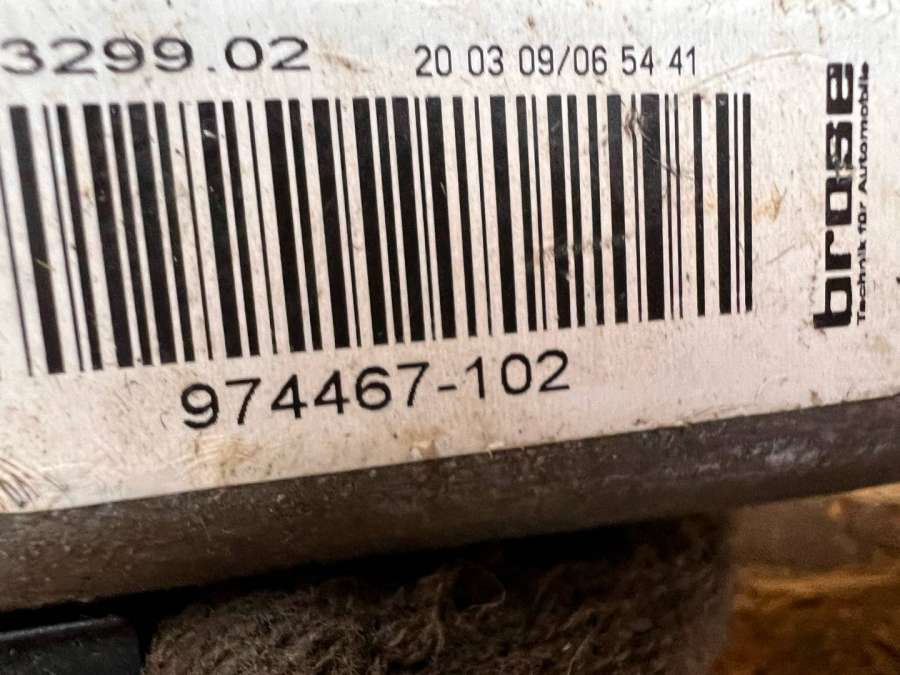 3299.02
20 03 09/06 54 41
974467-102
brose
Technik für Automobile